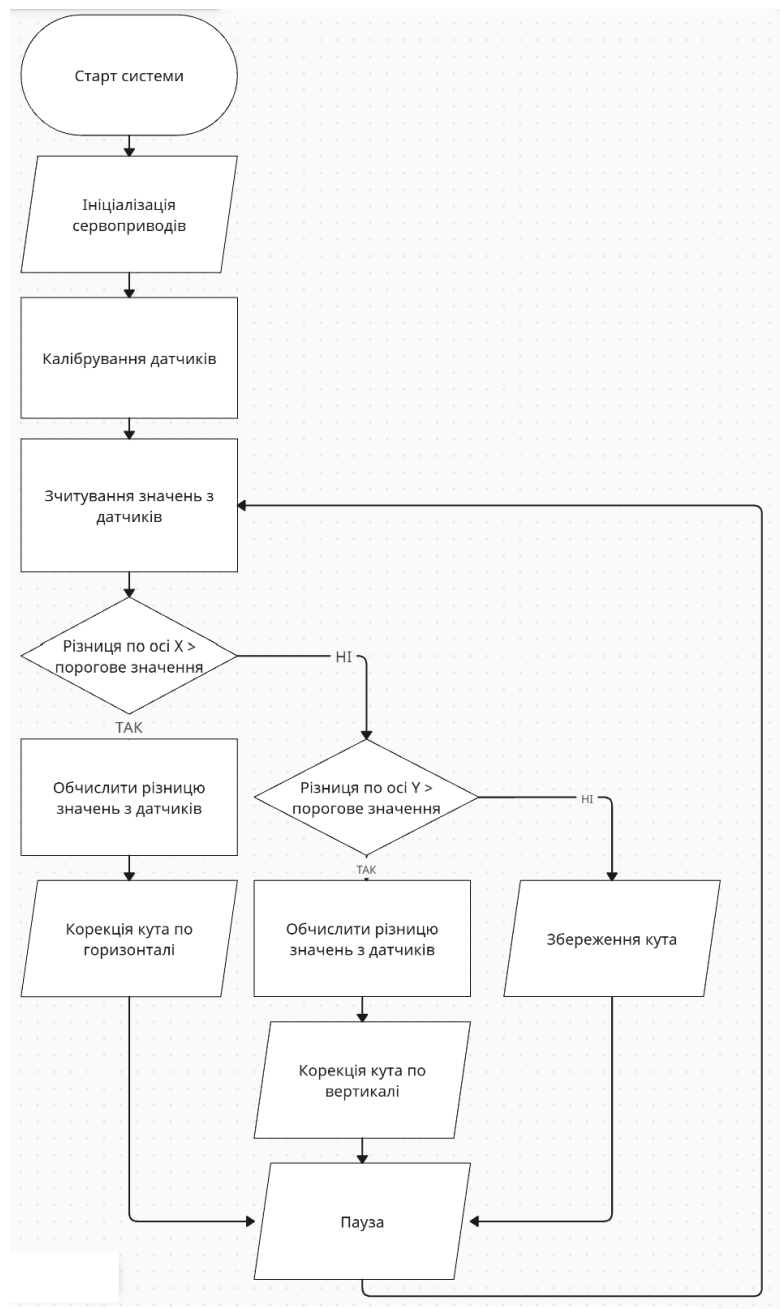 Старт системи
Ініціалізація
сервоприводів
Калібрування датчиків
Зчитування значень з
датчиків
Різниця по осі X >
порогове значення
НІ
ТАК
Обчислити різницю
значень з датчиків
Різниця по осі Y >
порогове значення
НІ
ТАК
Корекція кута по
горизонталі
Обчислити різницю
значень з датчиків
Збереження кута
Корекція кута по
вертикалі
Пауза